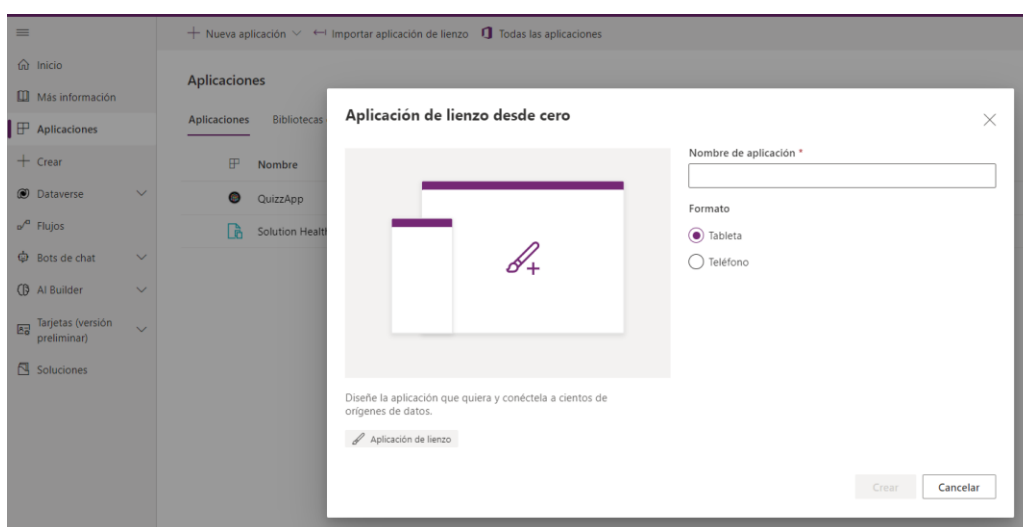 Nueva aplicación
Importar aplicación de lienzo
Todas las aplicaciones
Inicio
Más información
Aplicaciones
Crear
Dataverse
Flujos
Bots de chat
AI Builder
Tarjetas (versión
preliminar)
Soluciones
Aplicaciones
Aplicaciones
Bibliotecas
Nombre
QuizzApp
Solution Health
Aplicación de lienzo desde cero
Diseñe la aplicación que quiera y conéctela a cientos de
orígenes de datos.
Aplicación de lienzo
Nombre de aplicación *
Formato
Tableta
Teléfono
Crear
Cancelar